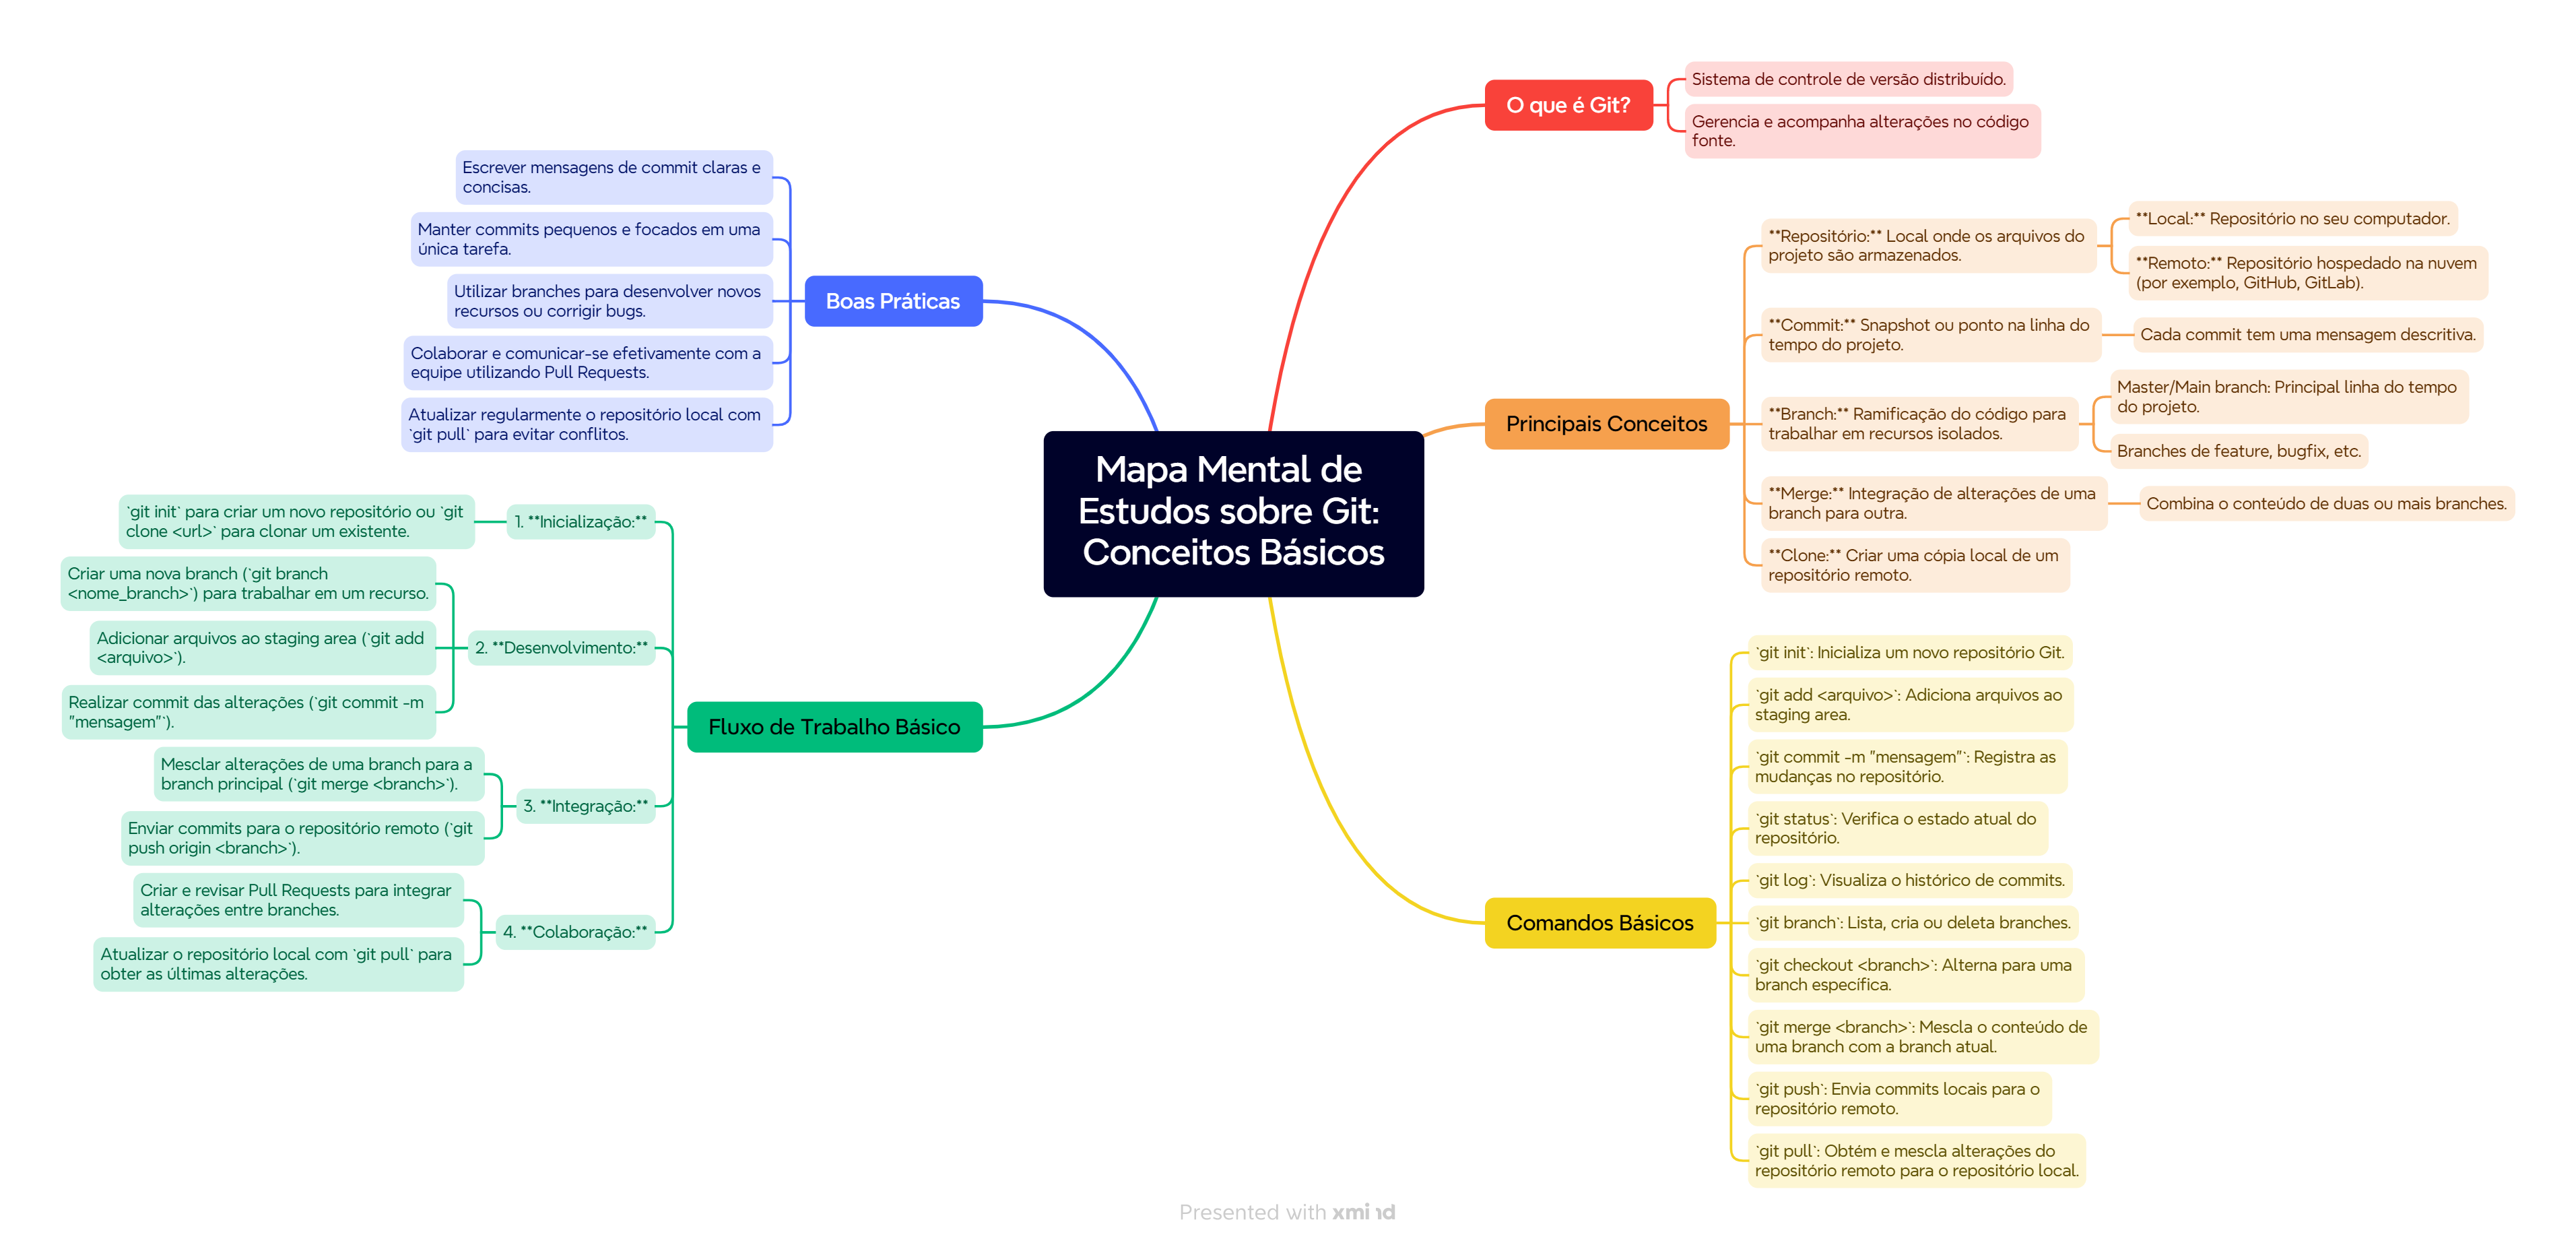 Mapa Mental de
Estudos sobre Git:
Conceitos Básicos
O que é Git?
Sistema de controle de versão distribuído.
Gerencia e acompanha alterações no código
fonte.
Principais Conceitos
**Repositório:** Local onde os arquivos do
projeto são armazenados.
**Local:** Repositório no seu computador.
**Remoto:** Repositório hospedado na nuvem
(por exemplo, GitHub, GitLab).
**Commit:** Snapshot ou ponto na linha do
tempo do projeto.
Cada commit tem uma mensagem descritiva.
**Branch:** Ramificação do código para
trabalhar em recursos isolados.
Master/Main branch: Principal linha do tempo
do projeto.
Branches de feature, bugfix, etc.
**Merge:** Integração de alterações de uma
branch para outra.
Combina o conteúdo de duas ou mais branches.
**Clone:** Criar uma cópia local de um
repositório remoto.
Comandos Básicos
`git init`: Inicializa um novo repositório Git.
`git add <arquivo>`: Adiciona arquivos ao
staging area.
`git commit -m "mensagem"`: Registra as
mudanças no repositório.
`git status`: Verifica o estado atual do
repositório.
`git log`: Visualiza o histórico de commits.
`git branch`: Lista, cria ou deleta branches.
`git checkout <branch>`: Alterna para uma
branch específica.
`git merge <branch>`: Mescla o conteúdo de
uma branch com a branch atual.
`git push`: Envia commits locais para o
repositório remoto.
`git pull`: Obtém e mescla alterações do
repositório remoto para o repositório local.
Fluxo de Trabalho Básico
1. **Inicialização:**
`git init` para criar um novo repositório ou `git
clone <url>` para clonar um existente.
2. **Desenvolvimento:**
Criar uma nova branch (`git branch
<nome_branch>`) para trabalhar em um recurso.
Adicionar arquivos ao staging area (`git add
<arquivo>`).
Realizar commit das alterações (`git commit -m
"mensagem"`).
3. **Integração:**
Mesclar alterações de uma branch para a
branch principal (`git merge <branch>`).
Enviar commits para o repositório remoto (`git
push origin <branch>`).
4. **Colaboração:**
Criar e revisar Pull Requests para integrar
alterações entre branches.
Atualizar o repositório local com `git pull` para
obter as últimas alterações.
Boas Práticas
Escrever mensagens de commit claras e
concisas.
Manter commits pequenos e focados em uma
única tarefa.
Utilizar branches para desenvolver novos
recursos ou corrigir bugs.
Colaborar e comunicar-se efetivamente com a
equipe utilizando Pull Requests.
Atualizar regularmente o repositório local com
`git pull` para evitar conflitos.
Presented with xmind